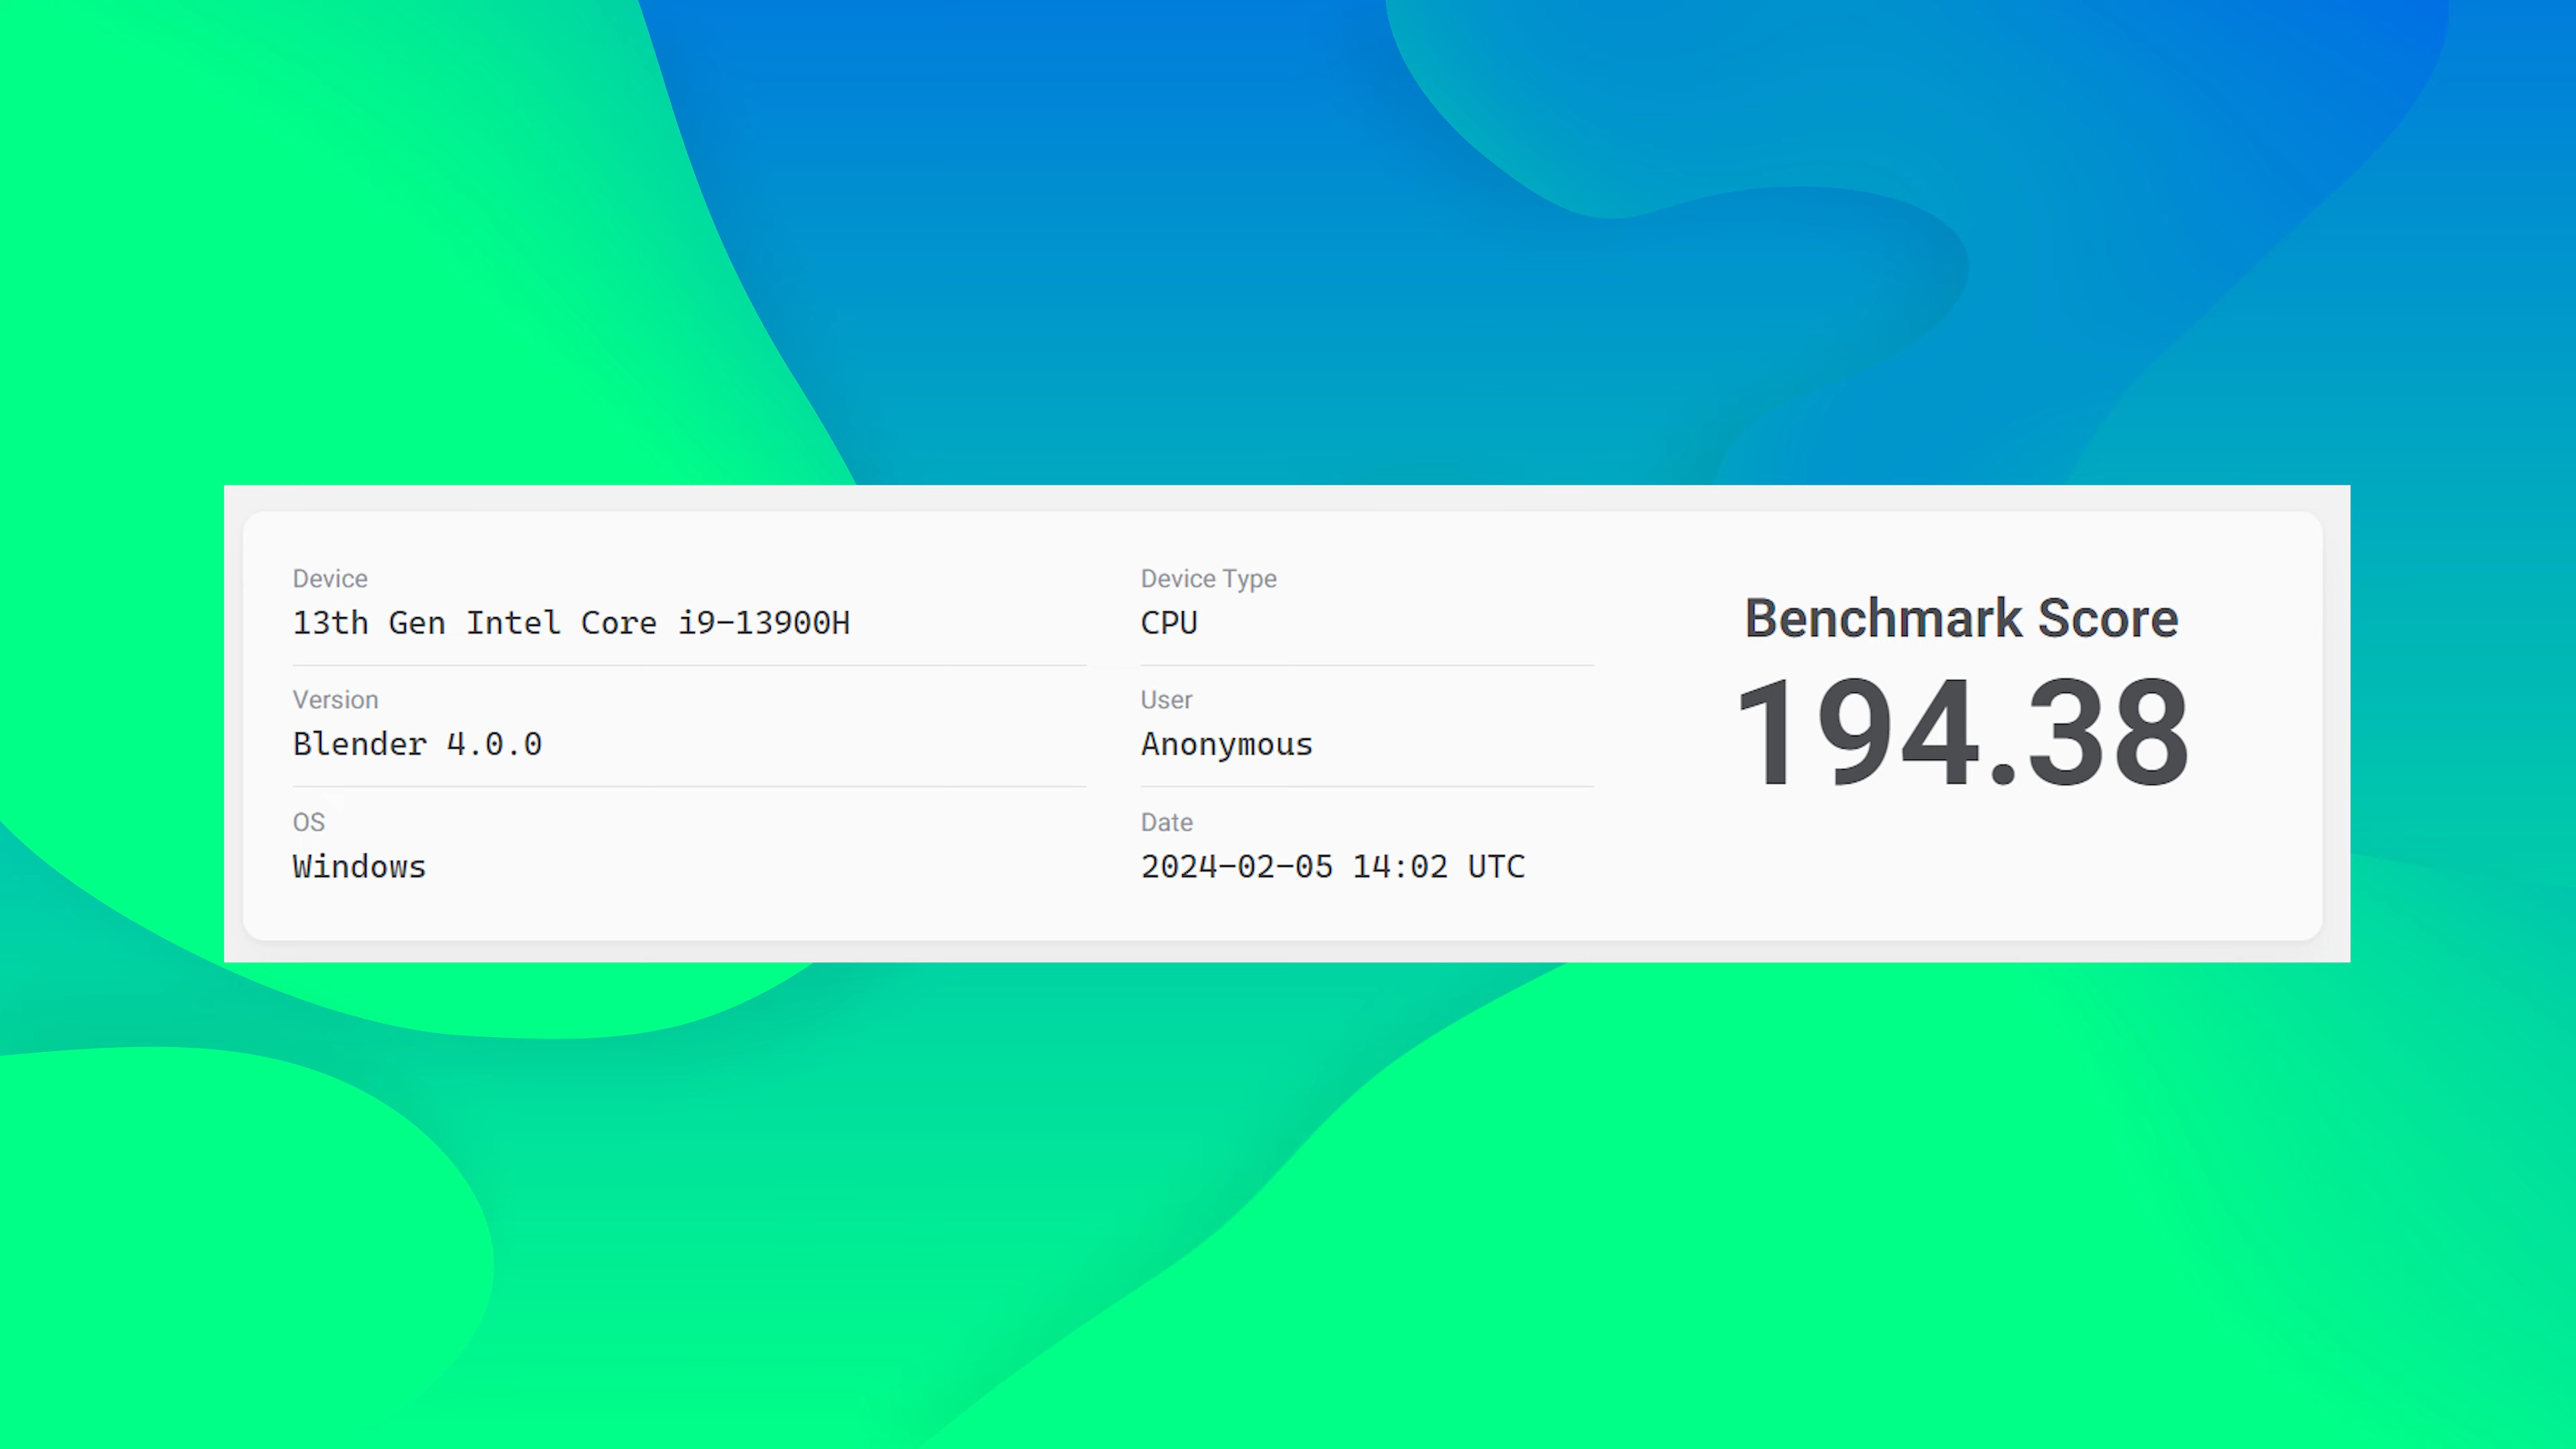 Device
13th Gen Intel Core i9-13900H
Version
Blender 4.0.0
OS
Windows
Device Type
CPU
User
Anonymous
Date
2024-02-05 14:02 UTC
Benchmark Score
194.38